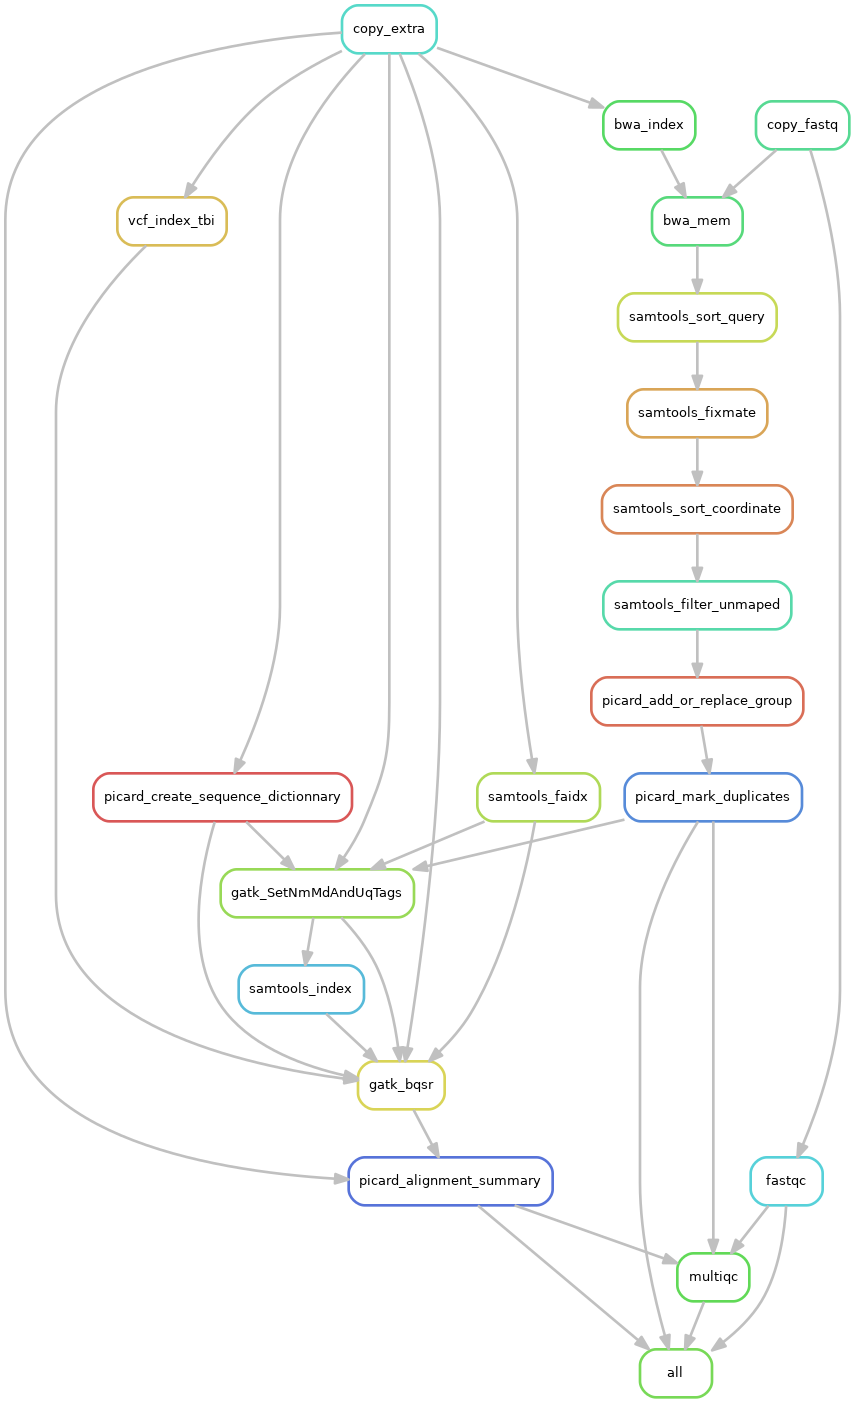 copy_extra
bwa_index
copy_fastq
vcf_index_tbi
bwa_mem
samtools_sort_query
samtools_fixmate
samtools_sort_coordinate
samtools_filter_unmaped
picard_add_or_replace_group
picard_create_sequence_dictionnary
samtools_faidx
picard_mark_duplicates
gatk_SetNmMdAndUqTags
samtools_index
gatk_bqsr
picard_alignment_summary
fastqc
multiqc
all